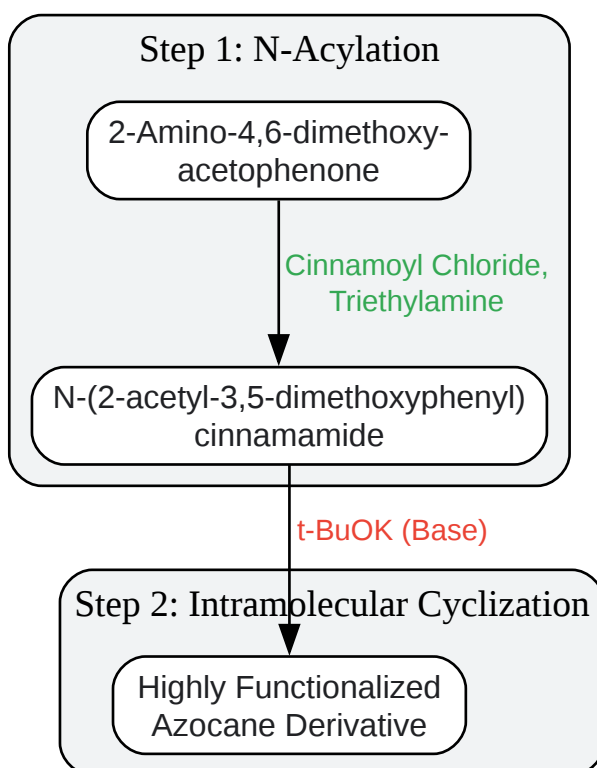 Step 1: N-Acylation
2-Amino-4,6-dimethoxy-
acetophenone
Cinnamoyl Chloride,
Triethylamine
N-(2-acetyl-3,5-dimethoxyphenyl)
cinnamamide
t-BuOK (Base)
Step 2: Intramolecular Cyclization
Highly Functionalized
Azocane Derivative